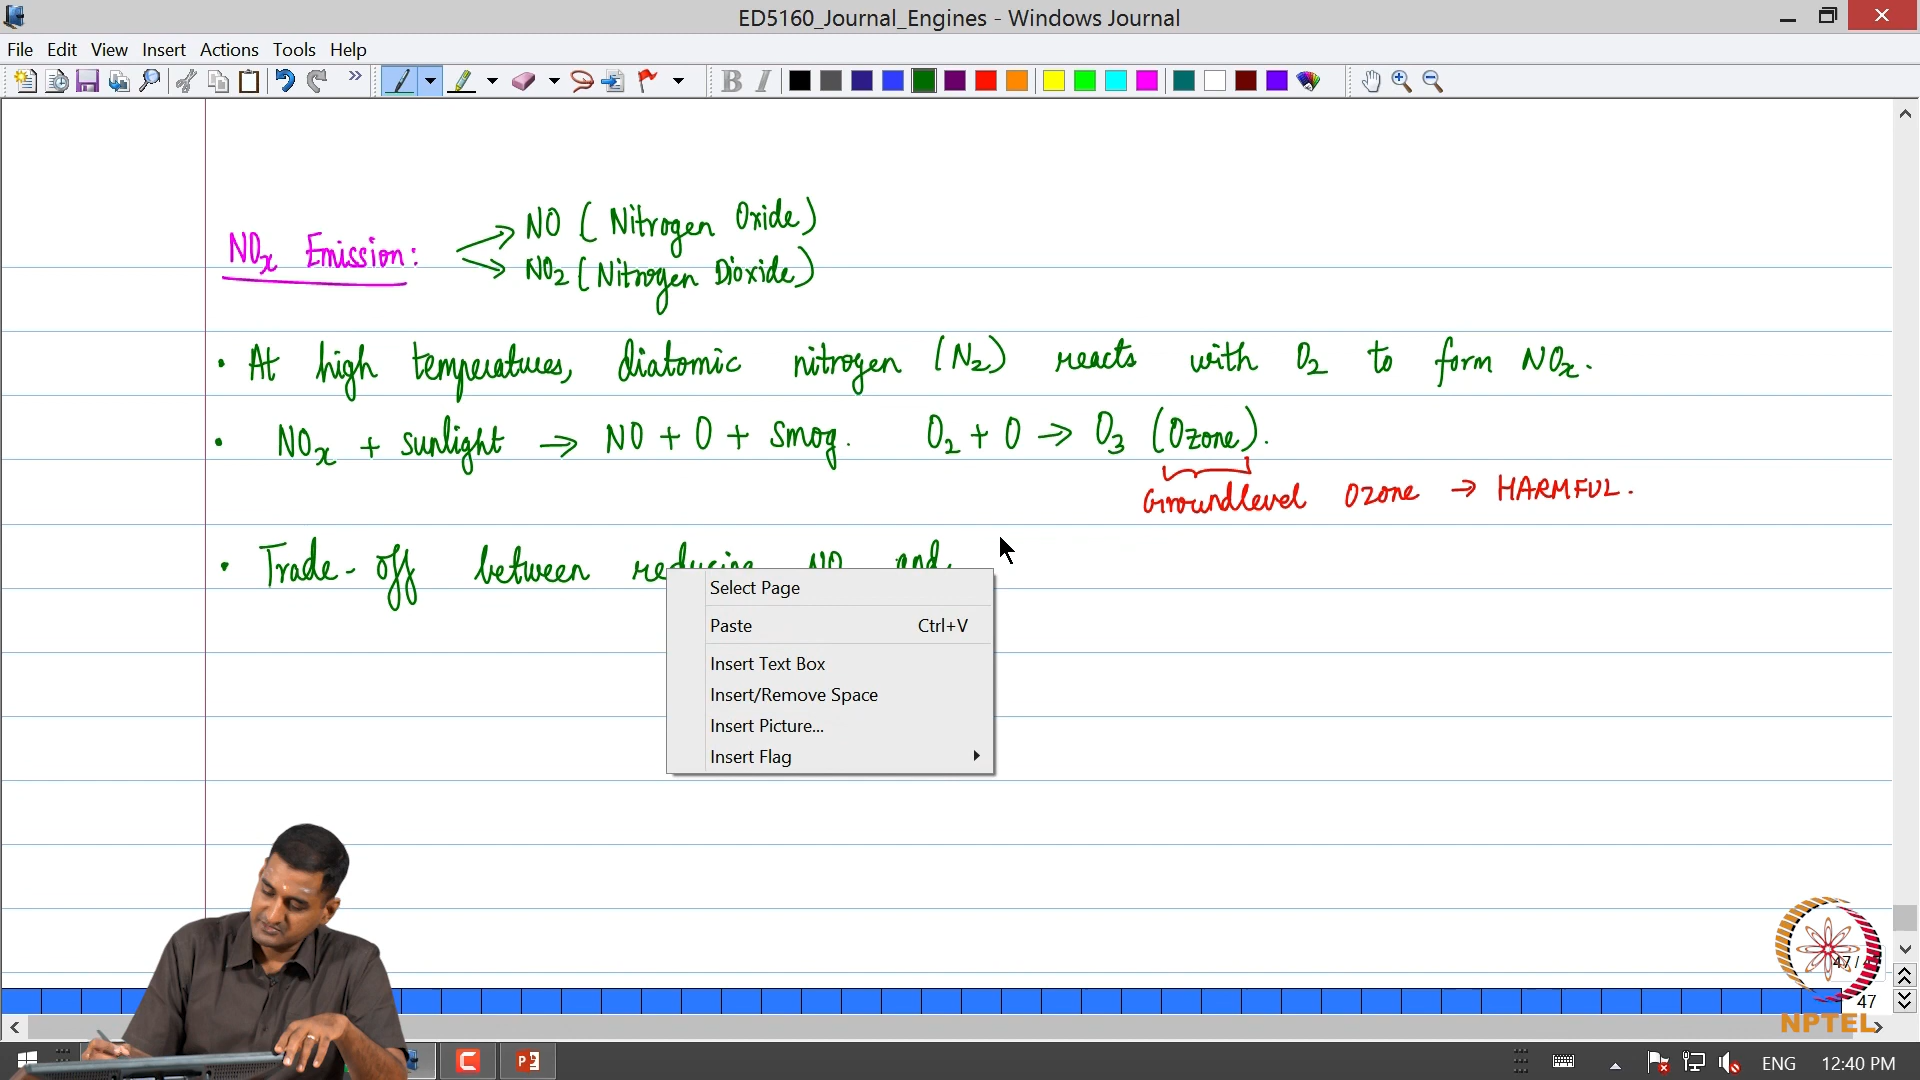 ED5160_Journal_Engines - Windows Journal
File Edit View Insert Actions Tools Help
B I
NOx Emission: NO (Nitrogen Oxide)
NO2 (Nitrogen Dioxide)
• At high temperatures, diatomic nitrogen (N2) reacts with O2 to form NOx.
• NOx + sunlight → NO + O + smog. O2 + O → O3 (Ozone).
Groundlevel Ozone → HARMFUL.
• Trade-off between reducing NO and
Select Page
Paste Ctrl+V
Insert Text Box
Insert/Remove Space
Insert Picture...
Insert Flag
47
NPTEL
ENG 12:40 PM